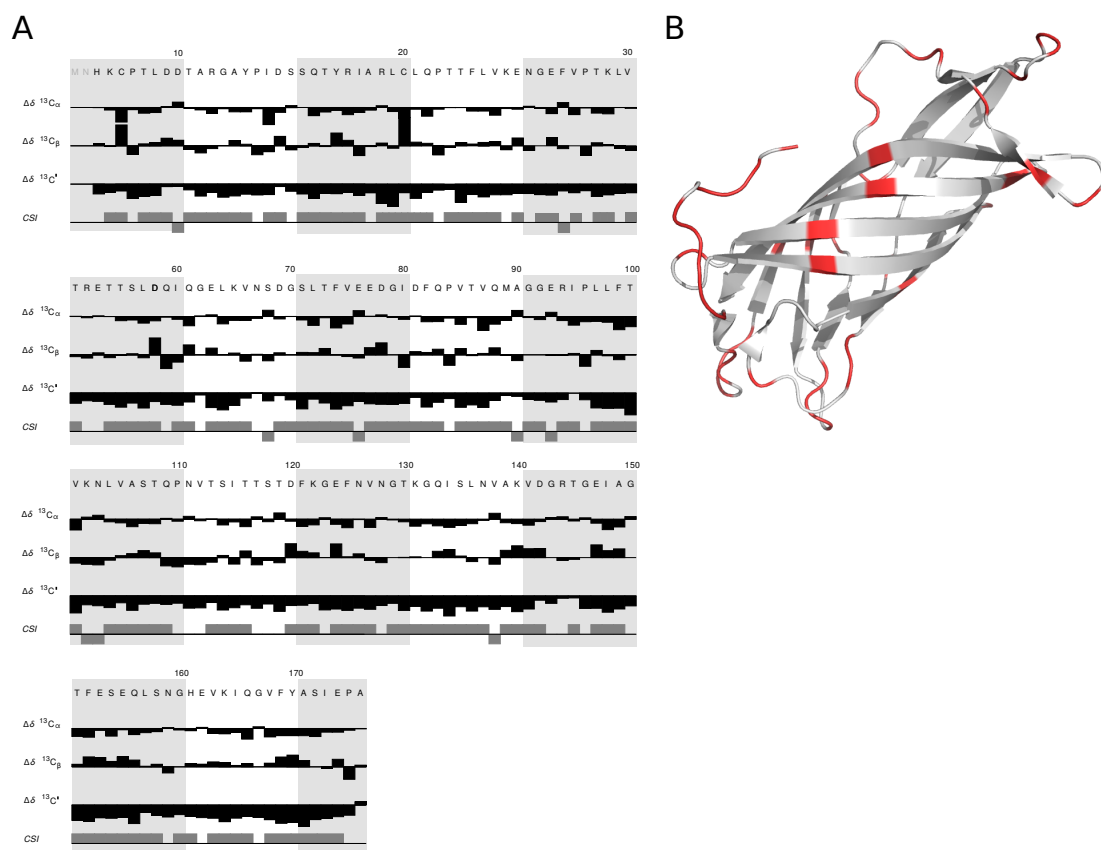 A
B
10 20 30
M N H K C P T L D D T A R G A Y P I D S S Q T Y R I A R L C L Q P T T F L V K E N G E F V P T K L V
Δδ ¹³Cα
Δδ ¹³Cβ
Δδ ¹³C'
CSI
60 70 80 90 100
T R E T T S L D Q I Q G E L K V N S D G S L T F V E E D G I D F Q P V T V Q M A G G E R I P L L F T
Δδ ¹³Cα
Δδ ¹³Cβ
Δδ ¹³C'
CSI
110 120 130 140 150
V K N L V A S T Q P N V T S I T T S T D F K G E F N V N G T K G Q I S L N V A K V D G R T G E I A G
Δδ ¹³Cα
Δδ ¹³Cβ
Δδ ¹³C'
CSI
160 170
T F E S E Q L S N G H E V K I Q G V F Y A S I E P A
Δδ ¹³Cα
Δδ ¹³Cβ
Δδ ¹³C'
CSI